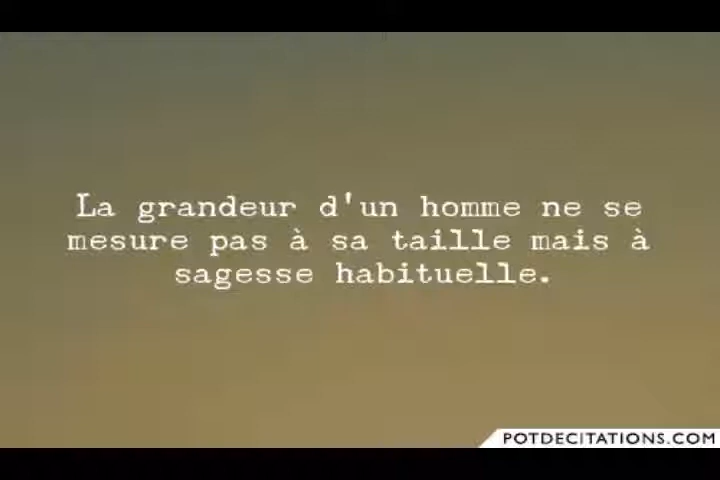 La grandeur d'un homme ne se
mesure pas à sa taille mais à
sagesse habituelle.
POTDECITATIONS.COM